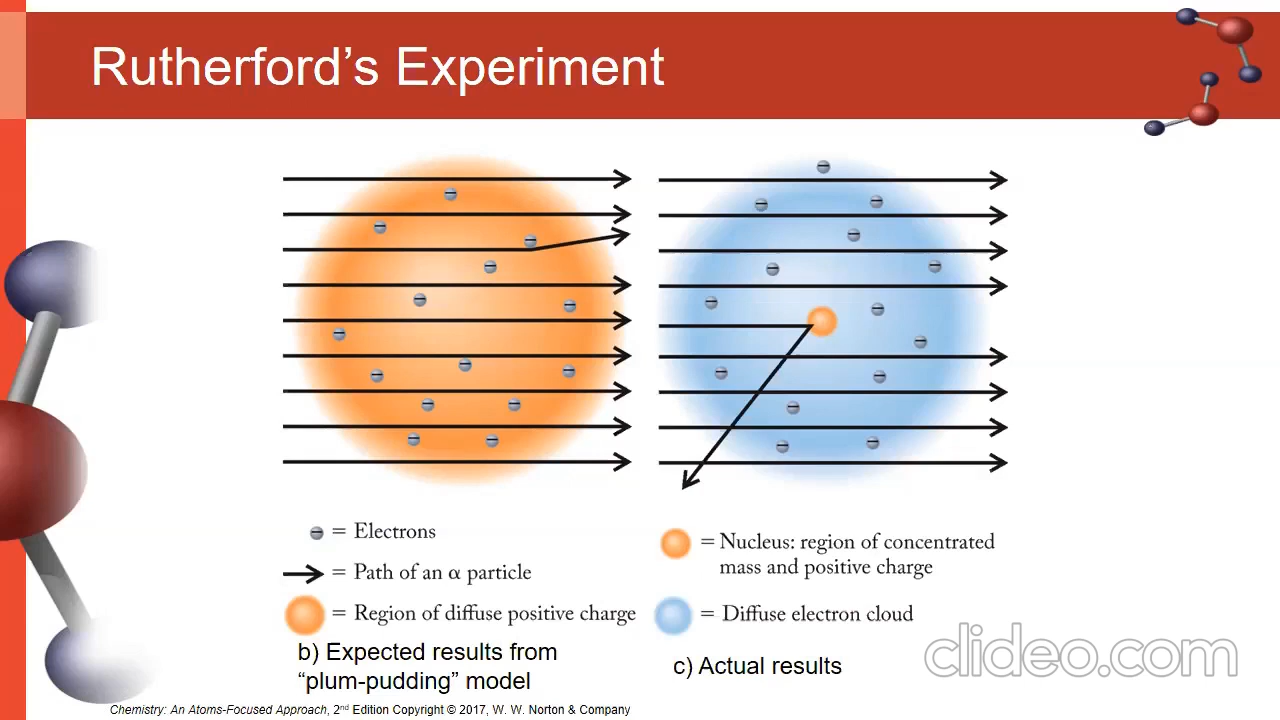 Rutherford’s Experiment
= Electrons
= Path of an α particle
= Region of diffuse positive charge
b) Expected results from
“plum-pudding” model
= Nucleus: region of concentrated
mass and positive charge
= Diffuse electron cloud
c) Actual results
clideo.com
Chemistry: An Atoms-Focused Approach, 2nd Edition Copyright © 2017, W. W. Norton & Company